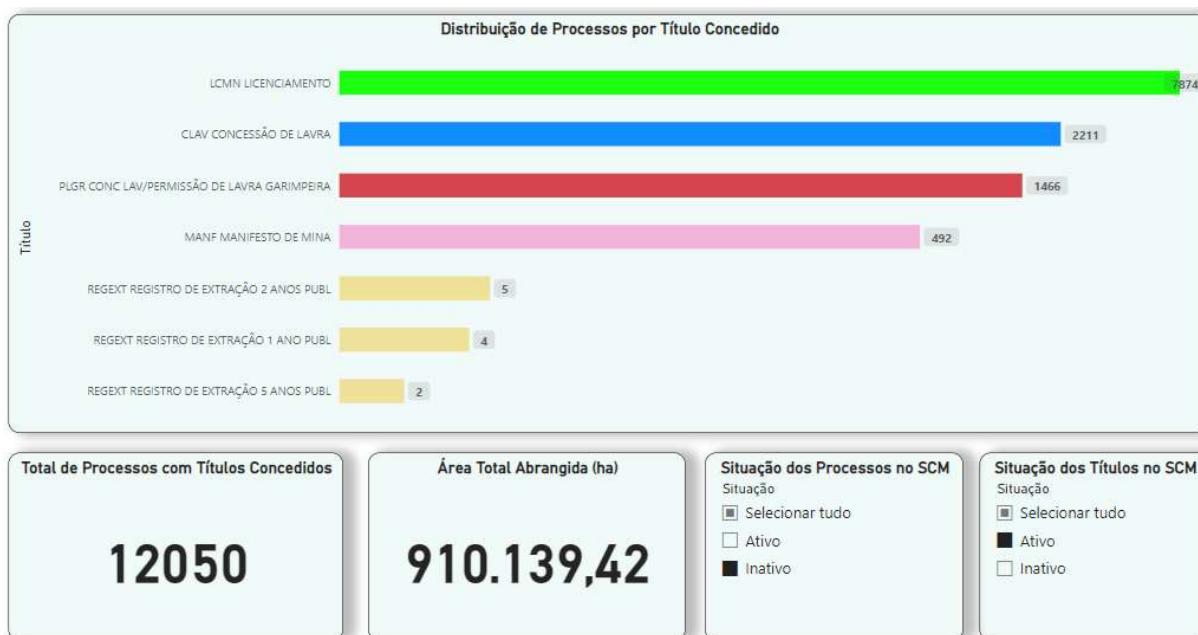 Distribuição de Processos por Título Concedido
Título
LCMN LICENCIAMENTO
7874
CLAV CONCESSÃO DE LAVRA
2211
PLGR CONC LAV/PERMISSÃO DE LAVRA GARIMPEIRA
1466
MANF MANIFESTO DE MINA
492
REGEXT REGISTRO DE EXTRAÇÃO 2 ANOS PUBL
5
REGEXT REGISTRO DE EXTRAÇÃO 1 ANO PUBL
4
REGEXT REGISTRO DE EXTRAÇÃO 5 ANOS PUBL
2
Total de Processos com Títulos Concedidos
12050
Área Total Abrangida (ha)
910.139,42
Situação dos Processos no SCM
Situação
Selecionar tudo
Ativo
Inativo
Situação dos Títulos no SCM
Situação
Selecionar tudo
Ativo
Inativo